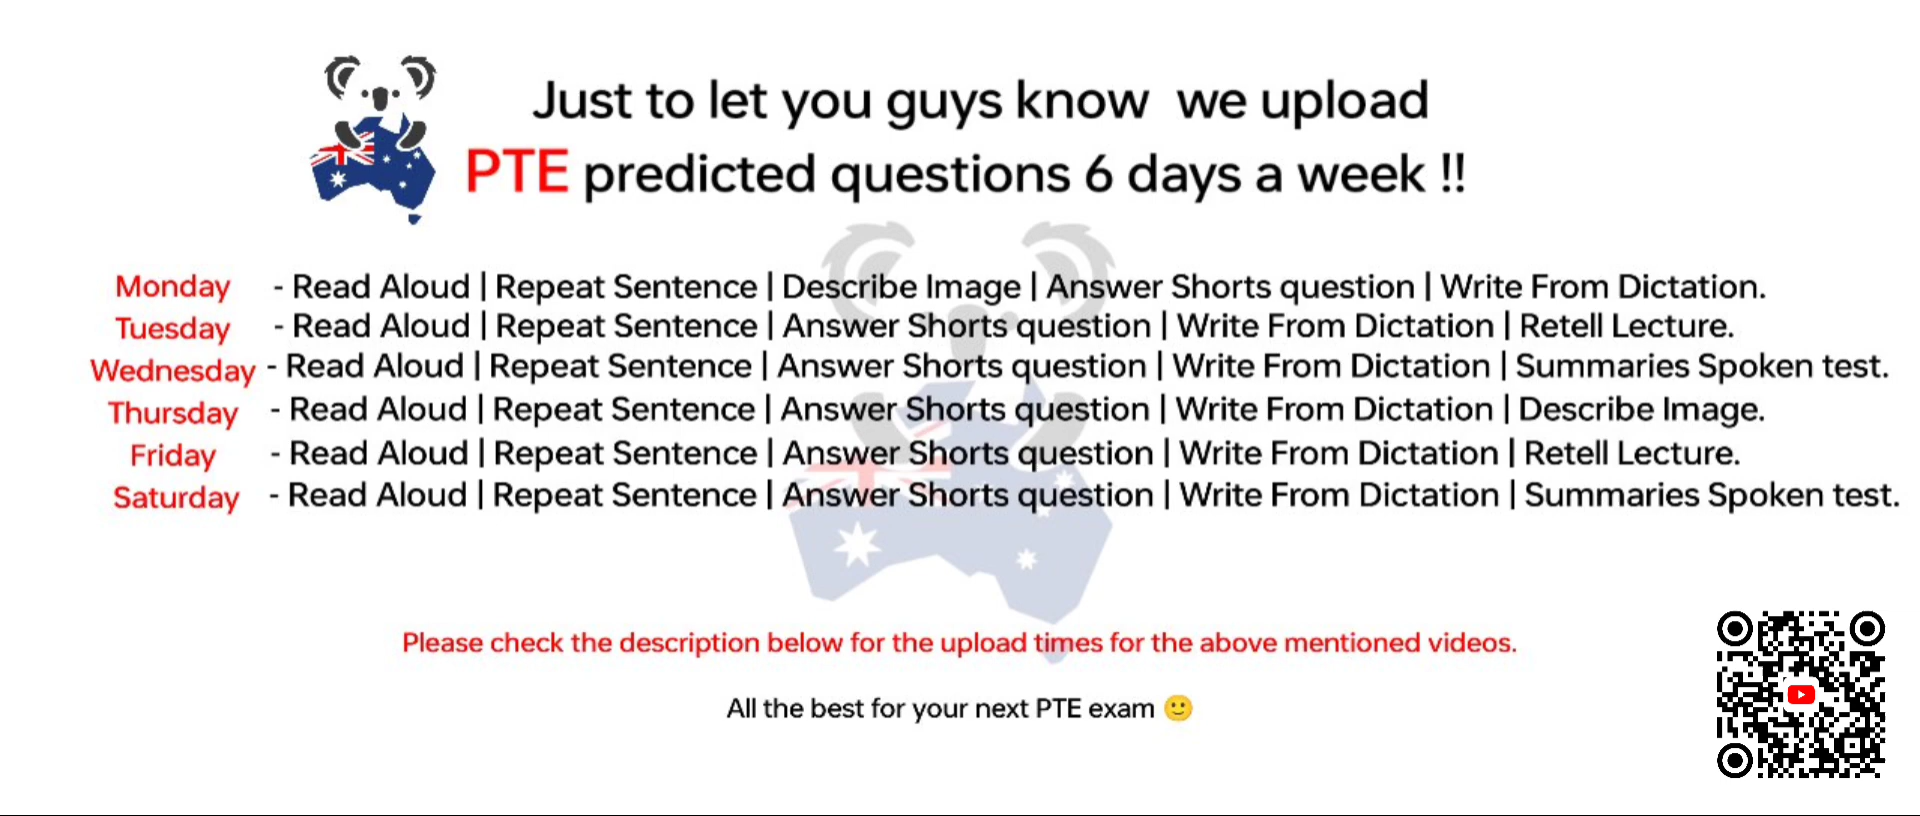 Just to let you guys know we upload
PTE predicted questions 6 days a week !!
Monday - Read Aloud | Repeat Sentence | Describe Image | Answer Shorts question | Write From Dictation.
Tuesday - Read Aloud | Repeat Sentence | Answer Shorts question | Write From Dictation | Retell Lecture.
Wednesday - Read Aloud | Repeat Sentence | Answer Shorts question | Write From Dictation | Summaries Spoken test.
Thursday - Read Aloud | Repeat Sentence | Answer Shorts question | Write From Dictation | Describe Image.
Friday - Read Aloud | Repeat Sentence | Answer Shorts question | Write From Dictation | Retell Lecture.
Saturday - Read Aloud | Repeat Sentence | Answer Shorts question | Write From Dictation | Summaries Spoken test.
Please check the description below for the upload times for the above mentioned videos.
All the best for your next PTE exam 🙂